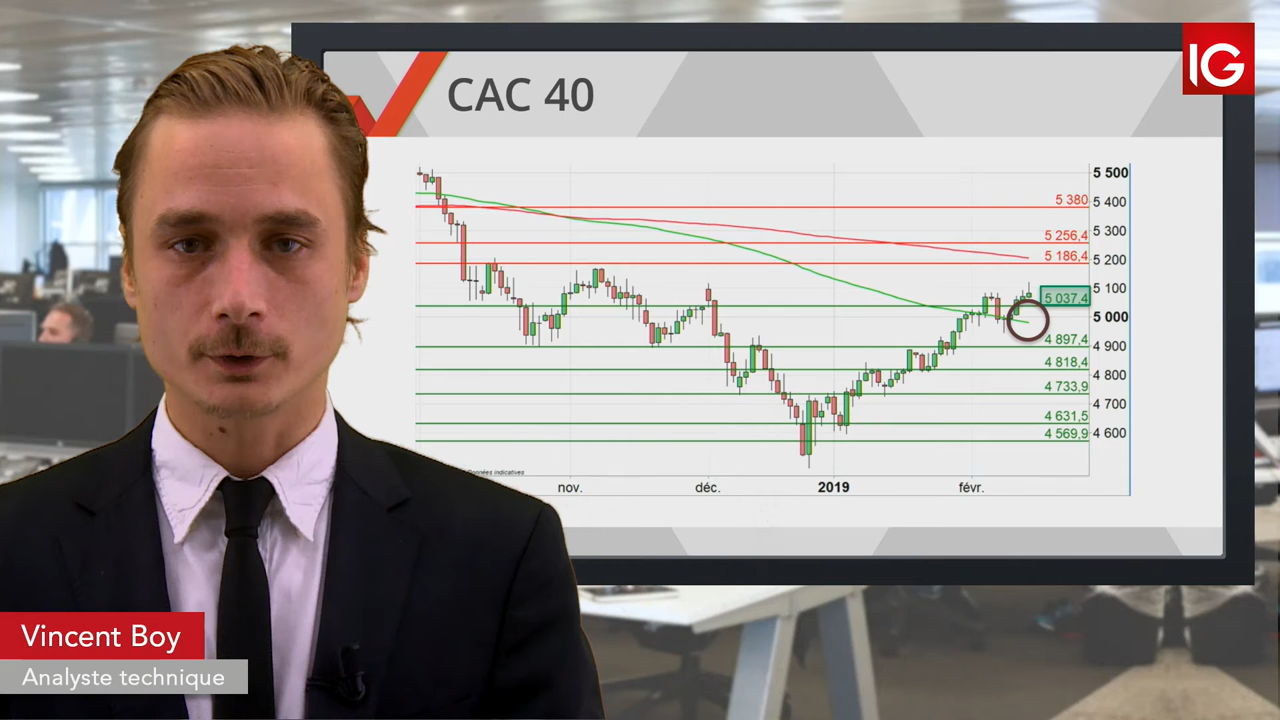 IG
CAC 40
5 500
5 380
5 400
5 300
5 256,4
5 186,4
5 200
5 100
5 037,4
5 000
4 897,4
4 900
4 818,4
4 800
4 733,9
4 700
4 631,5
4 600
4 569,9
Données indicatives
nov.
déc.
2019
févr.
Vincent Boy
Analyste technique